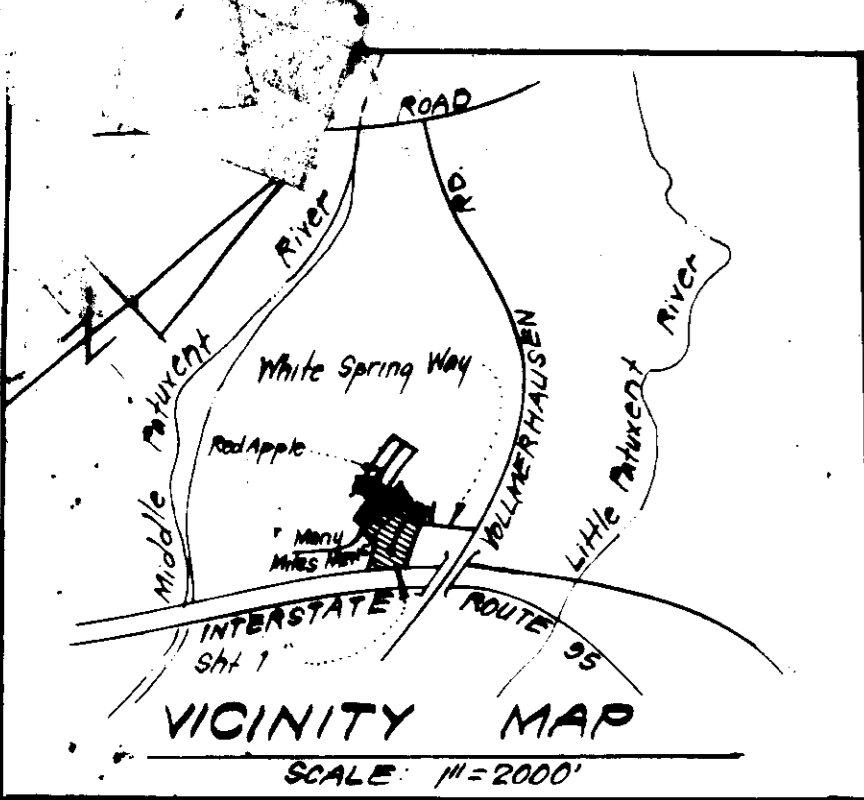 ROAD
RD.
River
River
White Spring Way
VOLLMERHAUSEN
Middle Patuxent
Red Apple
Little Patuxent
Many
Miles
INTERSTATE
ROUTE
95
Sht 1
VICINITY MAP
SCALE: 1"=2000'